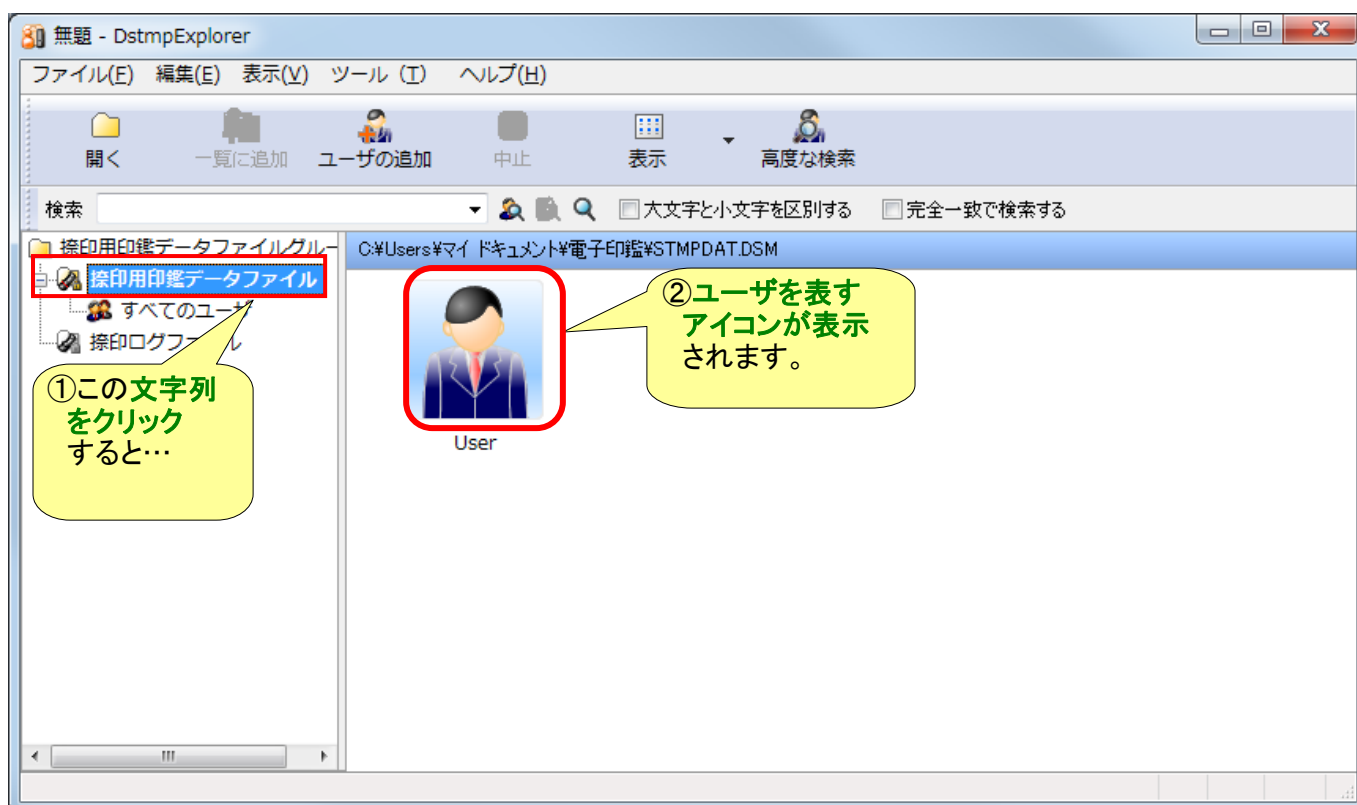 無題 - DstmpExplorer
ファイル(F) 編集(E) 表示(V) ツール (T) ヘルプ(H)
開く 一覧に追加 ユーザの追加 中止 表示 高度な検索
検索 大文字と小文字を区別する 完全一致で検索する
捺印用印鑑データファイルグルー
捺印用印鑑データファイル
すべてのユーザ
捺印ログファイル
C:¥Users¥マイ ドキュメント¥電子印鑑¥STMPDAT.DSM
①この文字列
をクリック
すると…
②ユーザを表す
アイコンが表示
されます。
User